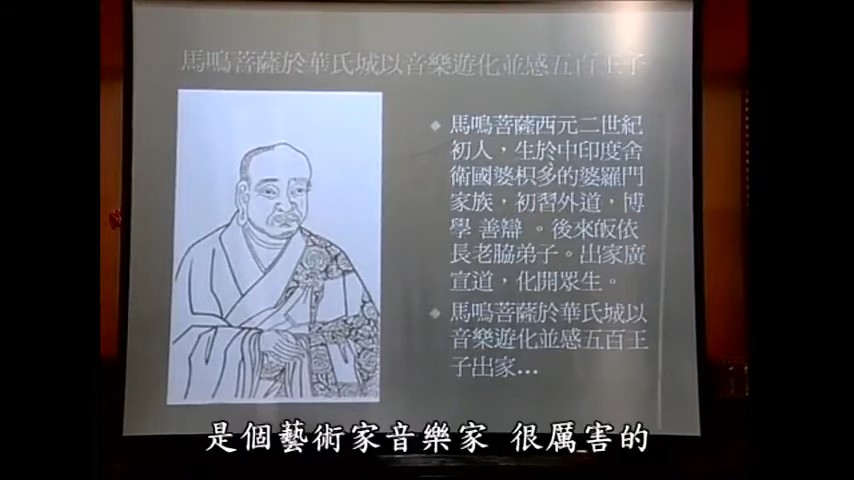 馬鳴菩薩於華氏城以音樂遊化並感五百王子
◆ 馬鳴菩薩西元二世紀
初人，生於中印度舍
衛國婆枳多的婆羅門
家族，初習外道，博
學 善辯 。後來皈依
長老脇弟子。出家廣
宣道，化開眾生。
◆ 馬鳴菩薩於華氏城以
音樂遊化並感五百王
子出家...
是個藝術家音樂家 很厲害的